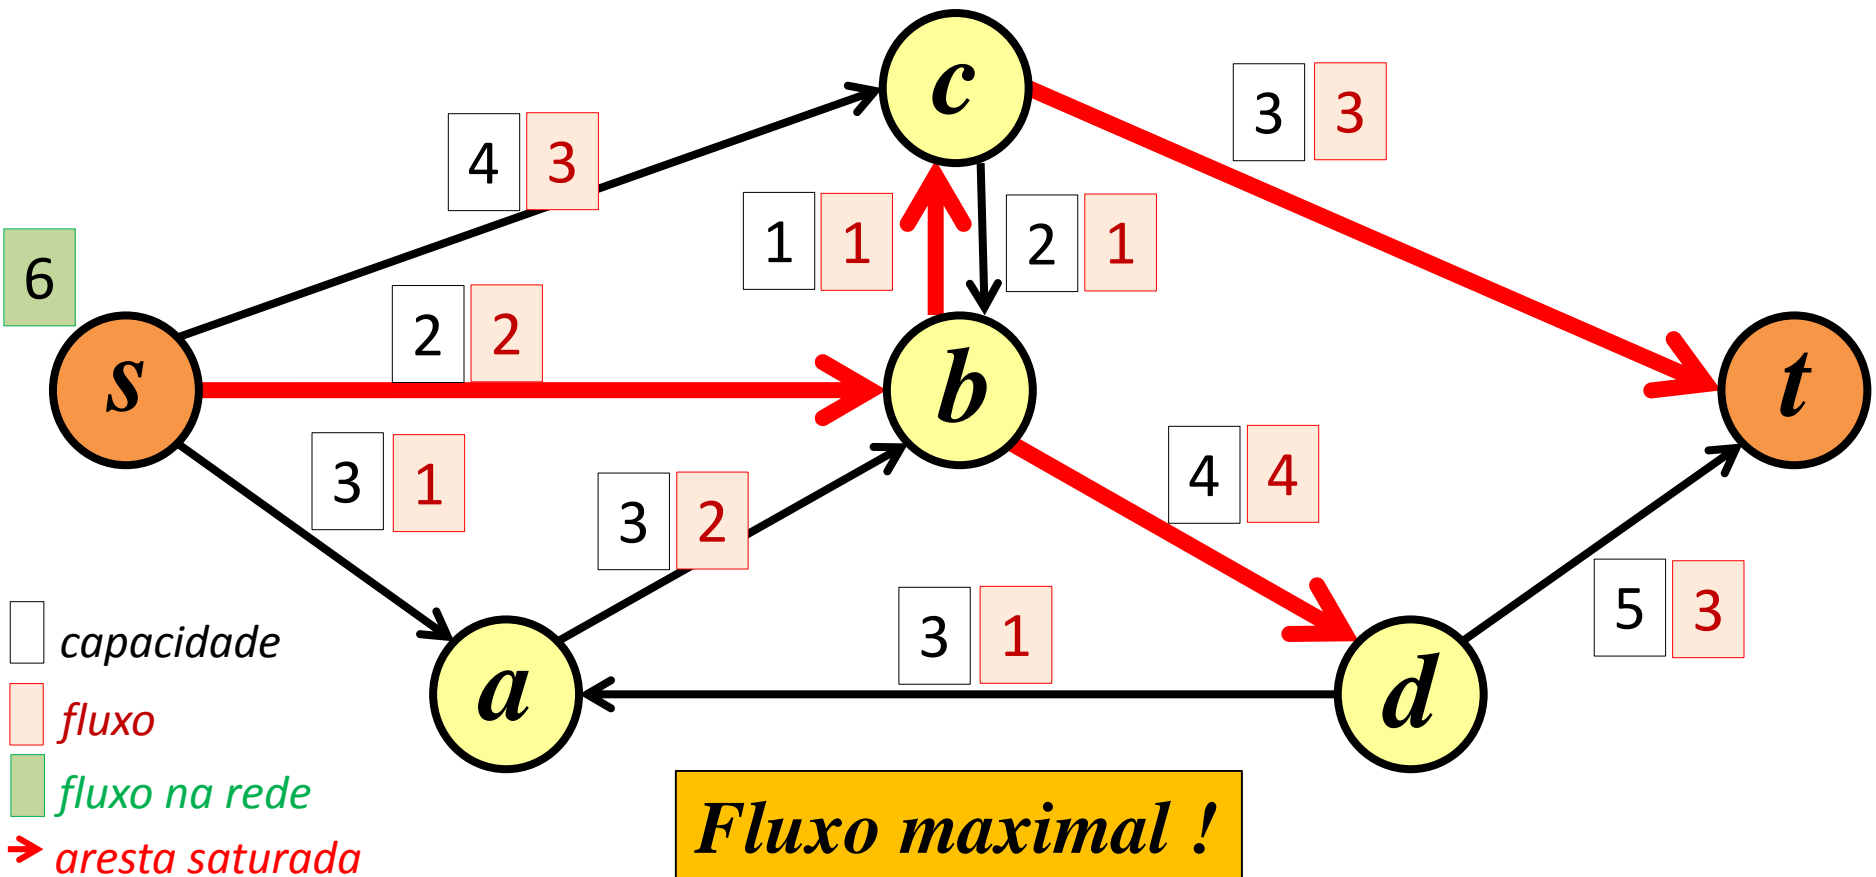 c
3 3
4 3
1 1
2 1
6
2 2
s
b
t
3 1
3 2
4 4
3 1
5 3
capacidade
a
d
fluxo
fluxo na rede
Fluxo maximal !
aresta saturada